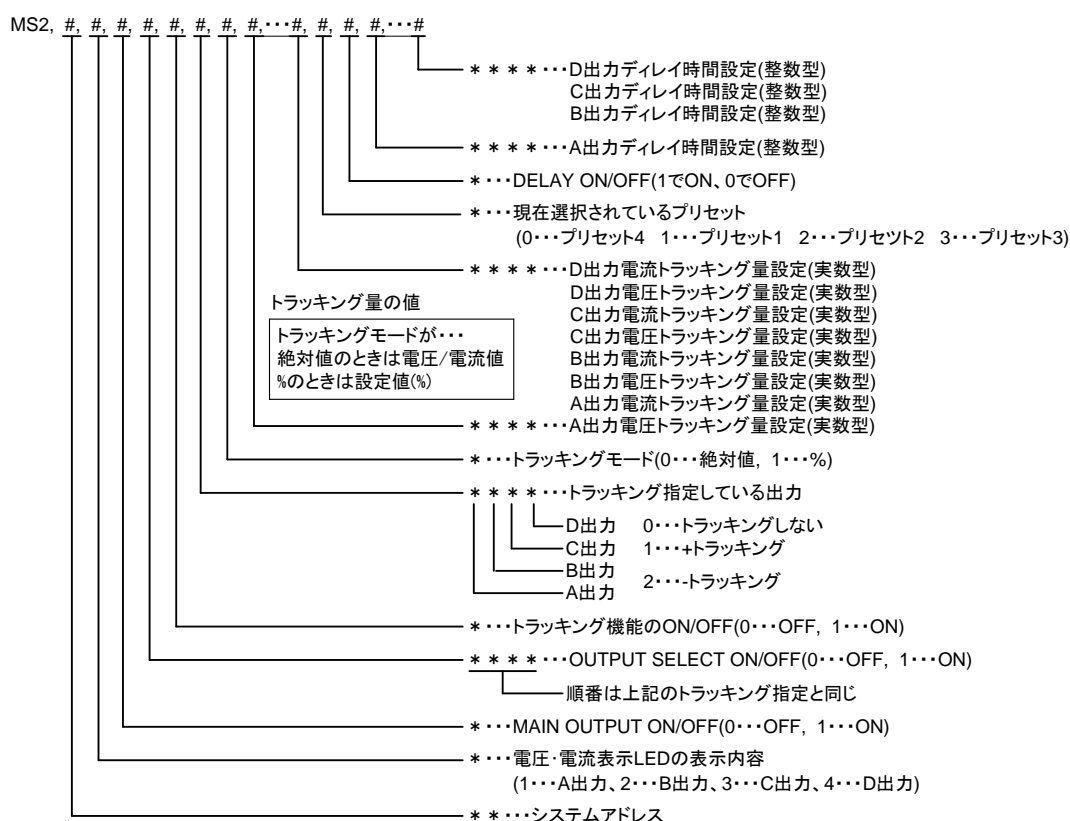 MS2, #, #, #, #, #, #, #, #,･･･#, #, #, #,･･･#
＊＊＊＊･･･D出力ディレイ時間設定(整数型)
C出力ディレイ時間設定(整数型)
B出力ディレイ時間設定(整数型)
＊＊＊＊･･･A出力ディレイ時間設定(整数型)
＊･･･DELAY ON/OFF(1でON、0でOFF)
＊･･･現在選択されているプリセット
(0･･･プリセット4 1･･･プリセット1 2･･･プリセツト2 3･･･プリセット3)
＊＊＊＊･･･D出力電流トラッキング量設定(実数型)
D出力電圧トラッキング量設定(実数型)
C出力電流トラッキング量設定(実数型)
C出力電圧トラッキング量設定(実数型)
B出力電流トラッキング量設定(実数型)
B出力電圧トラッキング量設定(実数型)
A出力電流トラッキング量設定(実数型)
＊＊＊＊･･･A出力電圧トラッキング量設定(実数型)
トラッキング量の値
トラッキングモードが･･･
絶対値のときは電圧/電流値
%のときは設定値(%)
＊･･･トラッキングモード(0･･･絶対値, 1･･･%)
＊＊＊＊･･･トラッキング指定している出力
D出力 0･･･トラッキングしない
C出力 1･･･+トラッキング
B出力
2･･･-トラッキング
A出力
＊･･･トラッキング機能のON/OFF(0･･･OFF, 1･･･ON)
＊＊＊＊･･･OUTPUT SELECT ON/OFF(0･･･OFF, 1･･･ON)
順番は上記のトラッキング指定と同じ
＊･･･MAIN OUTPUT ON/OFF(0･･･OFF, 1･･･ON)
＊･･･電圧･電流表示LEDの表示内容
(1･･･A出力、2･･･B出力、3･･･C出力、4･･･D出力)
＊＊･･･システムアドレス